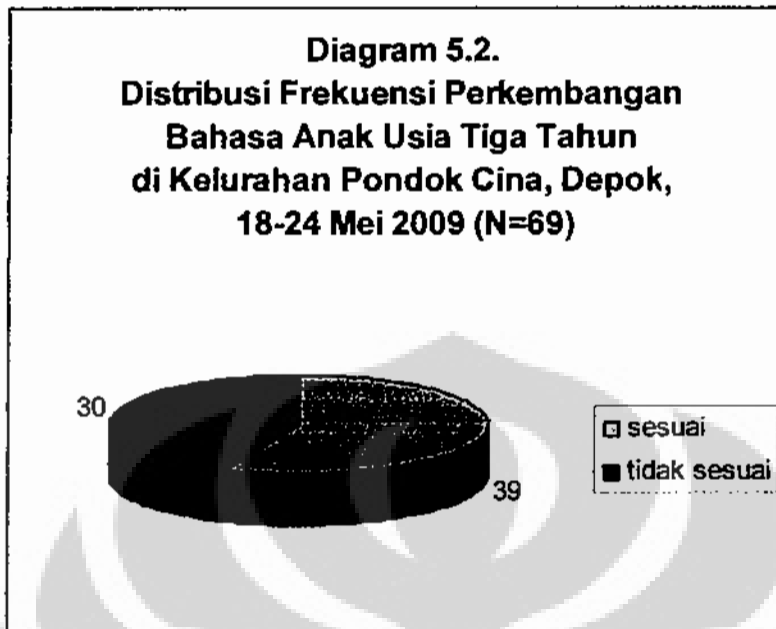 Diagram 5.2.
Distribusi Frekuensi Perkembangan
Bahasa Anak Usia Tiga Tahun
di Kelurahan Pondok Cina, Depok,
18-24 Mei 2009 (N=69)
30
39
sesuai
tidak sesuai